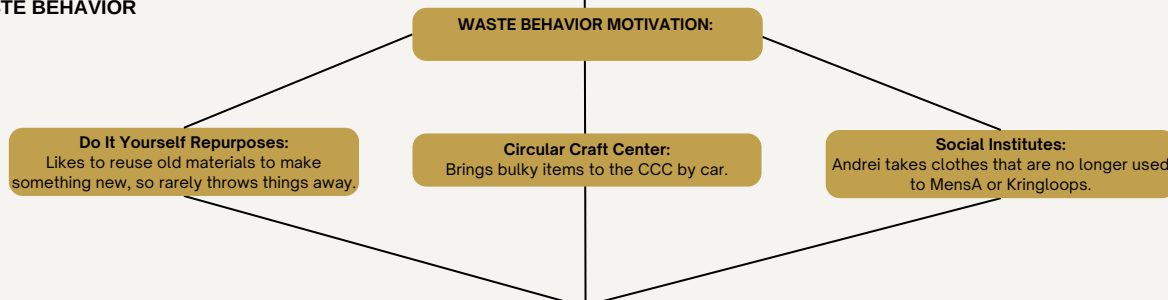 TE BEHAVIOR
WASTE BEHAVIOR MOTIVATION:
Do It Yourself Repurposes:
Likes to reuse old materials to make
something new, so rarely throws things away.
Circular Craft Center:
Brings bulky items to the CCC by car.
Social Institutes:
Andrei takes clothes that are no longer used
to MensA or Kringloops.